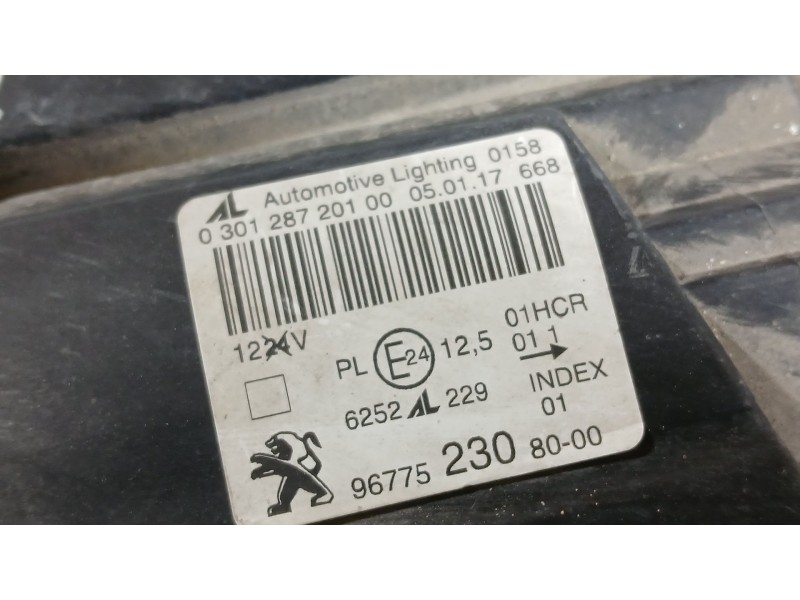 AL Automotive Lighting 0158
0 301 287 201 00 05.01.17 668
1224V
PL E24 12,5 01HCR
01 1
6252 AL 229 INDEX
01
96775 230 80-00